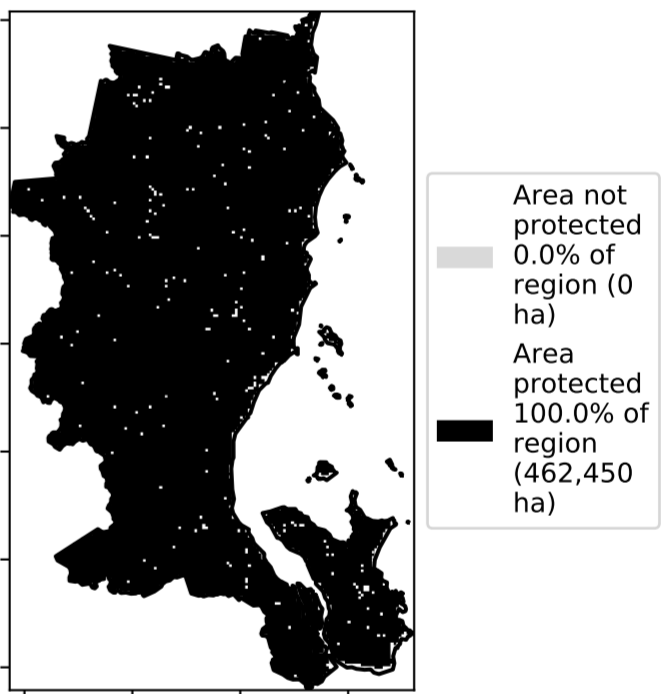 Area not
protected
0.0% of
region (0
ha)
Area
protected
100.0% of
region
(462,450
ha)